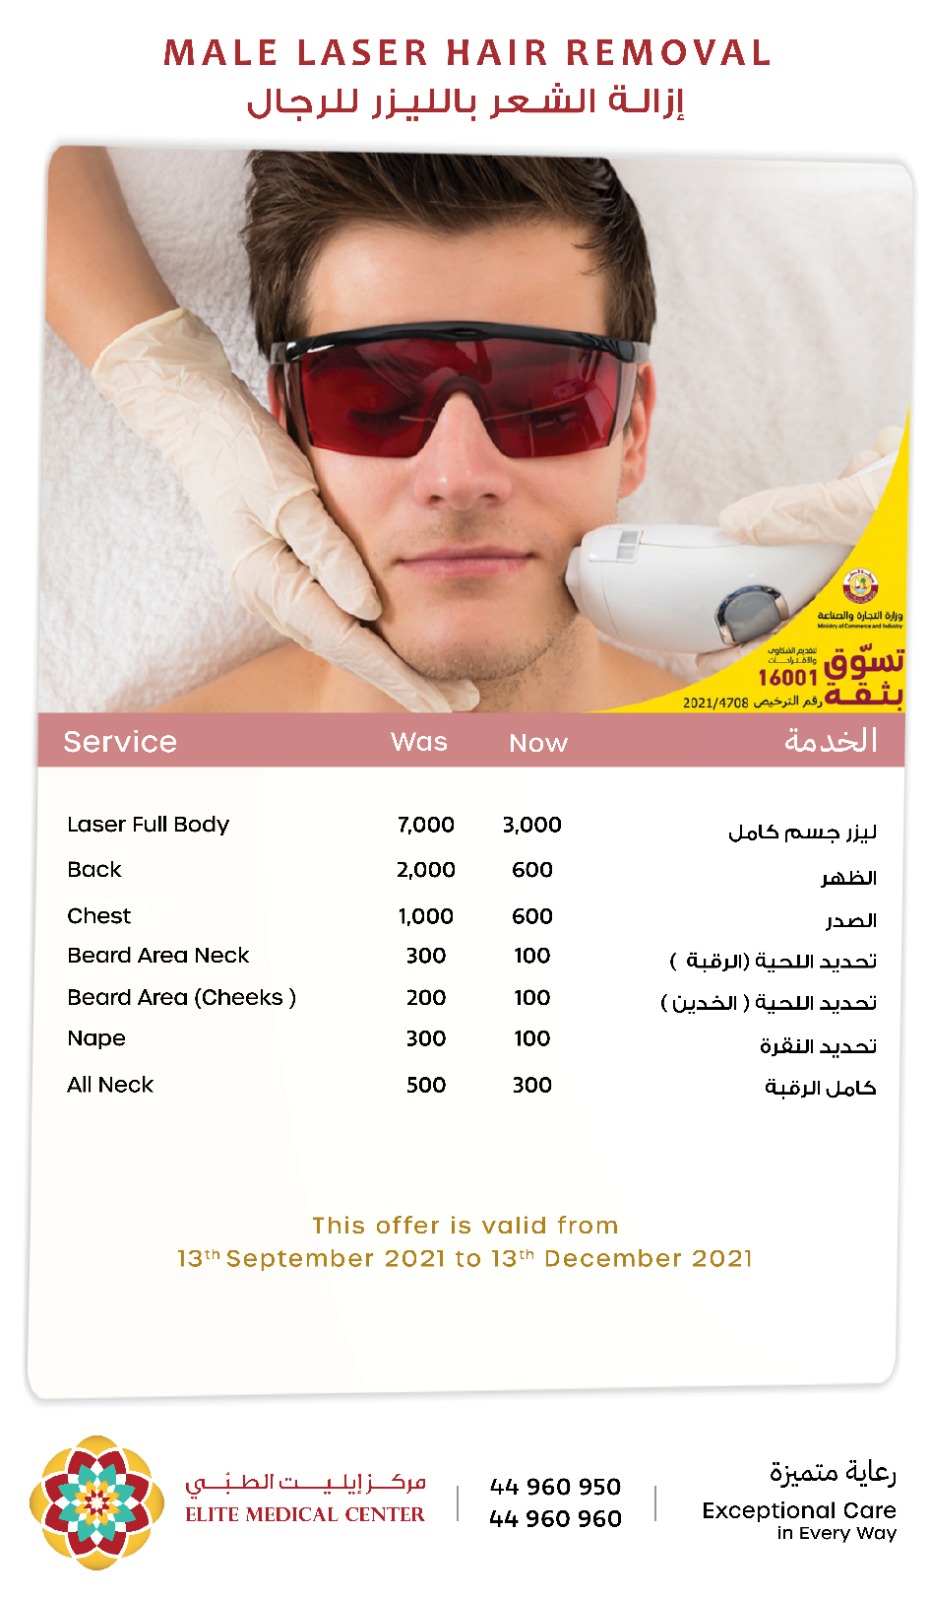 MALE LASER HAIR REMOVAL
إزالة الشعر بالليزر للرجال
وزارة التجارة والصناعة
Ministry of Commerce and Industry
لتقديم الشكاوى
والاقتراحات
16001
تسوّق
بثقة
رقم الترخيص 2021/4708
Service Was Now الخدمة
Laser Full Body 7,000 3,000 ليزر جسم كامل
Back 2,000 600 الظهر
Chest 1,000 600 الصدر
Beard Area Neck 300 100 تحديد اللحية (الرقبة )
Beard Area (Cheeks ) 200 100 تحديد اللحية ( الخدين )
Nape 300 100 تحديد النقرة
All Neck 500 300 كامل الرقبة
This offer is valid from
13th September 2021 to 13th December 2021
مركز إيليت الطبّي
ELITE MEDICAL CENTER
44 960 950
44 960 960
رعاية متميزة
Exceptional Care
in Every Way